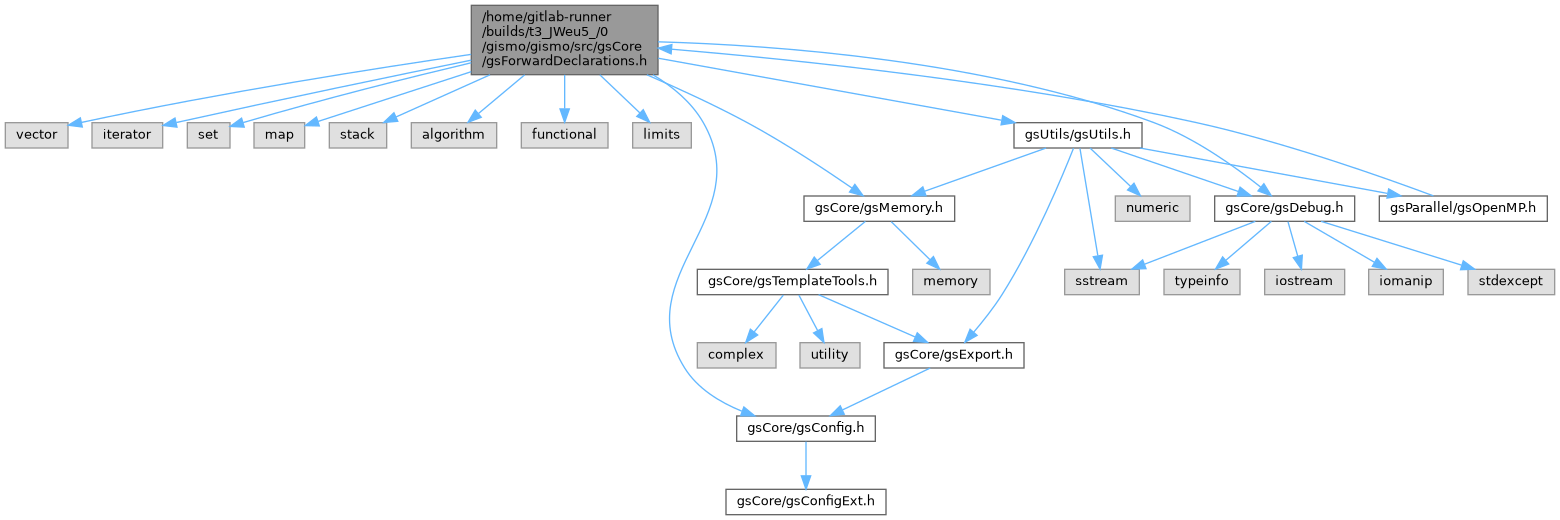 /home/gitlab-runner
/builds/t3_JWeu5_/0
/gismo/gismo/src/gsCore
/gsForwardDeclarations.h
vector
iterator
set
map
stack
algorithm
functional
limits
gsUtils/gsUtils.h
gsCore/gsMemory.h
numeric
gsCore/gsDebug.h
gsParallel/gsOpenMP.h
gsCore/gsTemplateTools.h
memory
sstream
typeinfo
iostream
iomanip
stdexcept
complex
utility
gsCore/gsExport.h
gsCore/gsConfig.h
gsCore/gsConfigExt.h